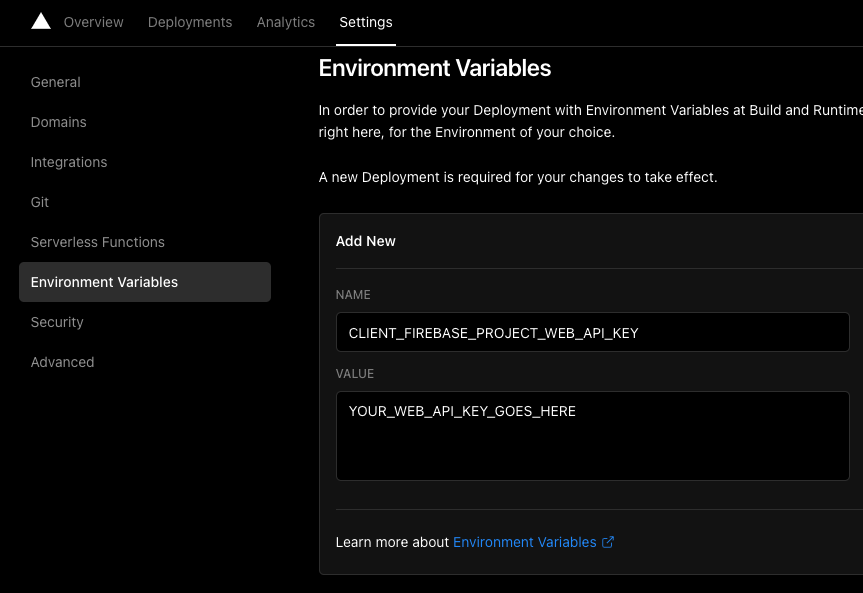 Overview Deployments Analytics Settings
General
Domains
Integrations
Git
Serverless Functions
Environment Variables
Security
Advanced
Environment Variables
In order to provide your Deployment with Environment Variables at Build and Runtime
right here, for the Environment of your choice.
A new Deployment is required for your changes to take effect.
Add New
NAME
CLIENT_FIREBASE_PROJECT_WEB_API_KEY
VALUE
YOUR_WEB_API_KEY_GOES_HERE
Learn more about Environment Variables